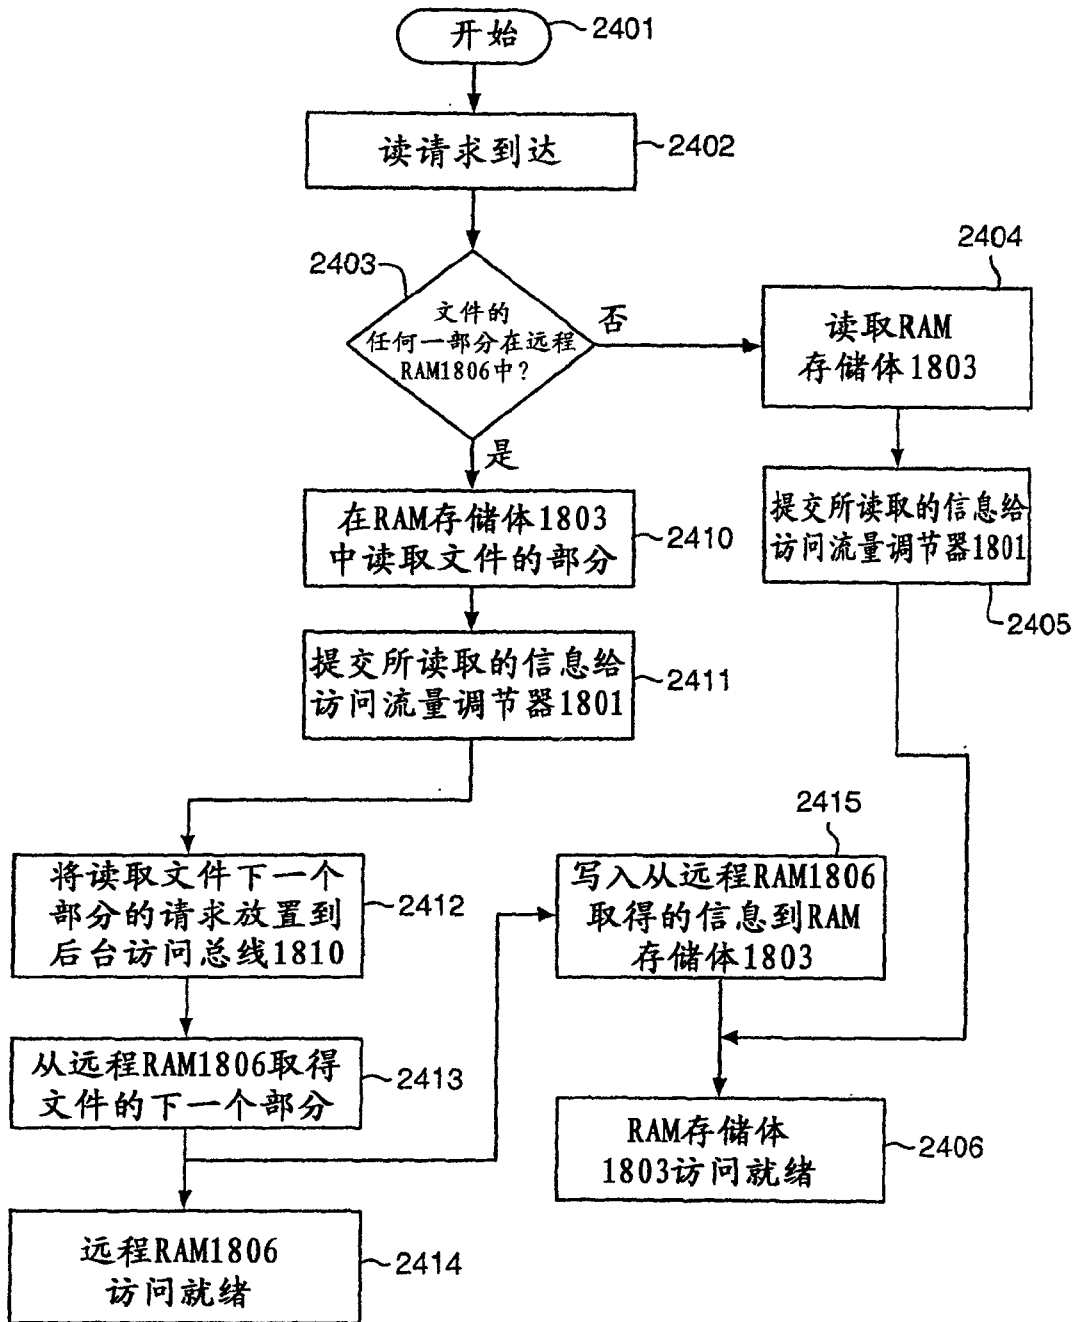 开始
2401
读请求到达
2402
2403
文件的
任何一部分在远程
RAM1806中?
否
是
2404
读取RAM
存储体1803
提交所读取的信息给
访问流量调节器1801
2405
在RAM存储体1803
中读取文件的部分
2410
提交所读取的信息给
访问流量调节器1801
2411
将读取文件下一个
部分的请求放置到
后台访问总线1810
2412
从远程RAM1806取得
文件的下一个部分
2413
远程RAM1806
访问就绪
2414
2415
写入从远程RAM1806
取得的信息到RAM
存储体1803
RAM存储体
1803访问就绪
2406